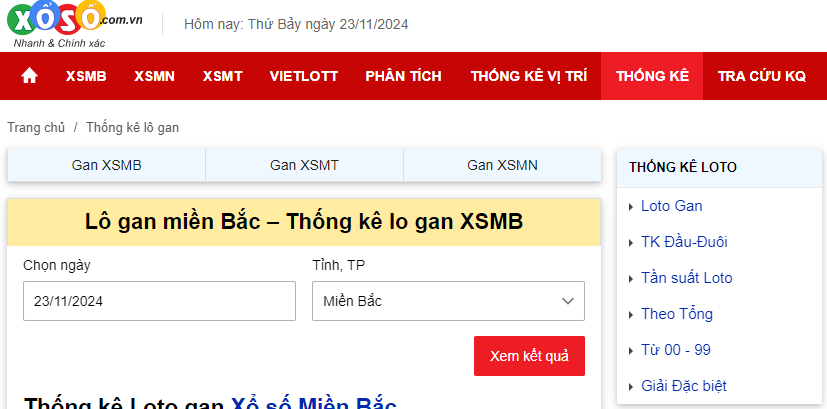 XỔSỐ.com.vn
Nhanh & Chính xác
Hôm nay: Thứ Bảy ngày 23/11/2024
XSMB XSMN XSMT VIETLOTT PHÂN TÍCH THỐNG KÊ VỊ TRÍ THỐNG KÊ TRA CỨU KQ
Trang chủ / Thống kê lô gan
Gan XSMB Gan XSMT Gan XSMN
Lô gan miền Bắc – Thống kê lo gan XSMB
Chọn ngày Tỉnh, TP
23/11/2024 Miền Bắc
Xem kết quả
Thống kê Loto gan Xổ số Miền Bắc
THỐNG KÊ LOTO
Loto Gan
TK Đầu-Đuôi
Tần suất Loto
Theo Tổng
Từ 00 - 99
Giải Đặc biệt